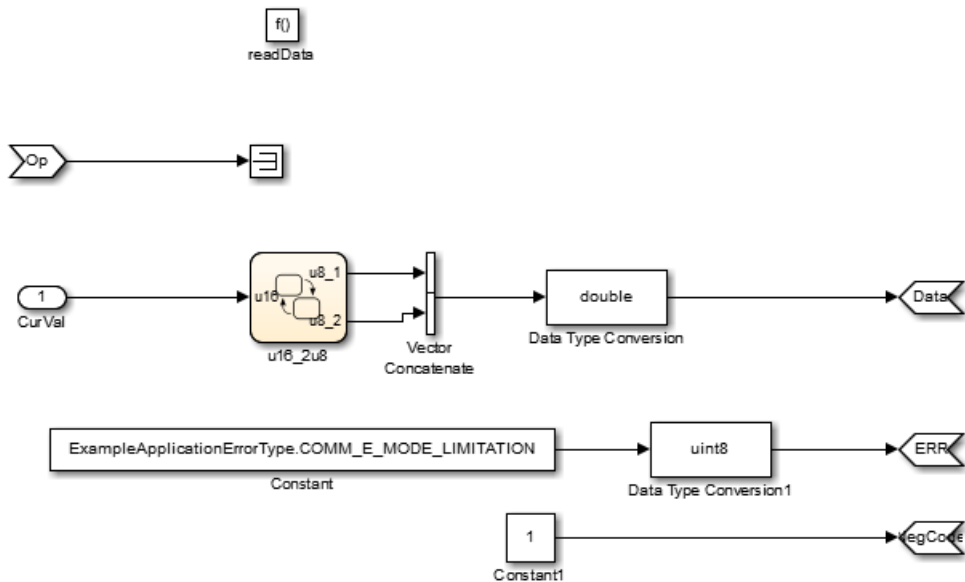 f()
readData
Op
1
CurVal
u16
u8_1
u8_2
u16_2u8
Vector
Concatenate
double
Data Type Conversion
Data
ExampleApplicationErrorType.COMM_E_MODE_LIMITATION
Constant
uint8
Data Type Conversion1
ERR
1
Constant1
NegCode